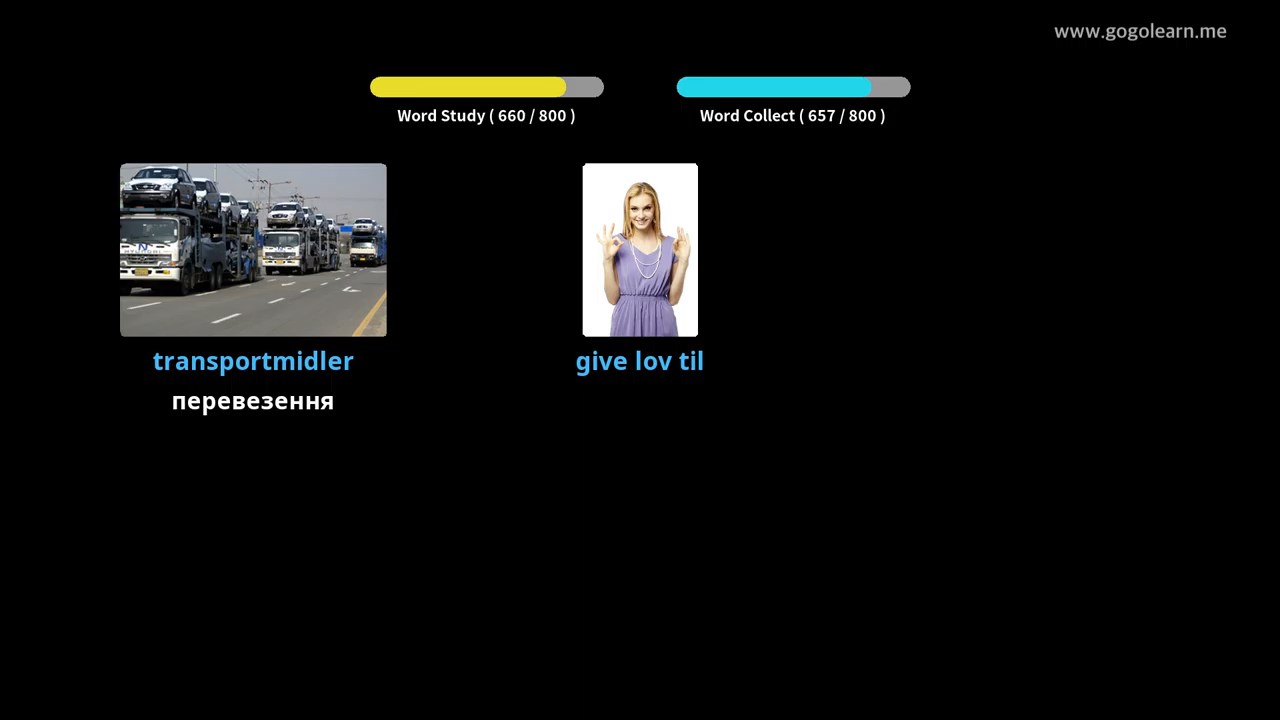 www.gogolearn.me
Word Study ( 660 / 800 )
Word Collect ( 657 / 800 )
transportmidler
give lov til
перевезення